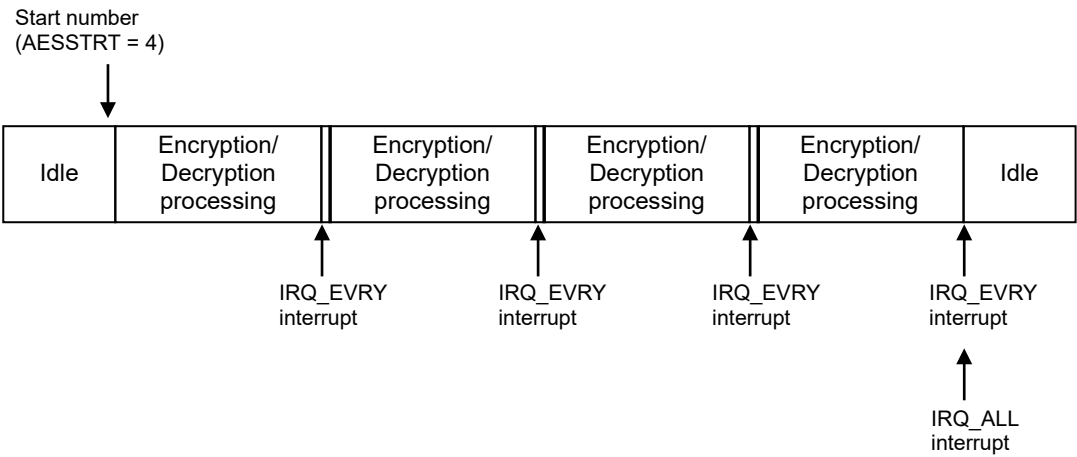 Start number
(AESSTRT = 4)
Idle
Encryption/
Decryption
processing
Encryption/
Decryption
processing
Encryption/
Decryption
processing
Encryption/
Decryption
processing
Idle
IRQ_EVRY
interrupt
IRQ_EVRY
interrupt
IRQ_EVRY
interrupt
IRQ_EVRY
interrupt
IRQ_ALL
interrupt